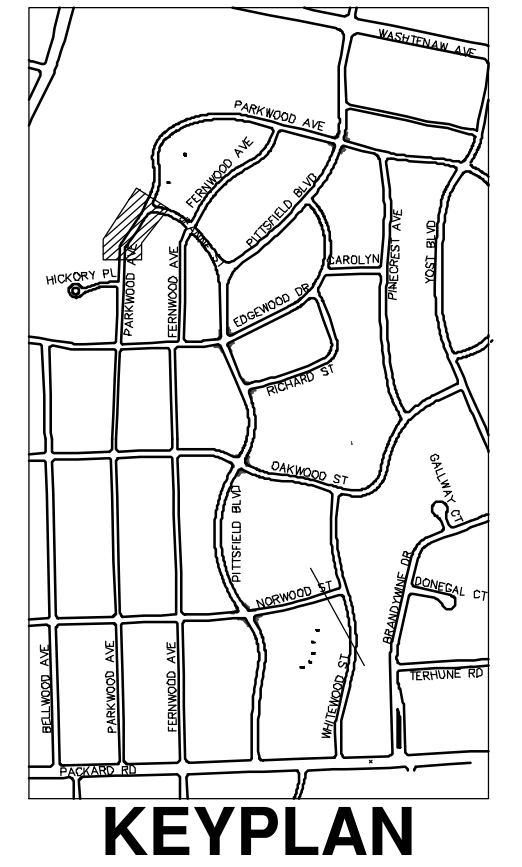 WASHTENAW AVE
PARKWOOD AVE
FERNWOOD AVE
PITTSFIELD BLVD
PINECREST AVE
YOST BLVD
CAROLYN
HICKORY PL
PARKWOOD AVE
FERNWOOD AVE
EDGEWOOD DR
RICHARD ST
OAKWOOD ST
GALLWAY CT
PITTSFIELD BLVD
BRANDYWINE DR
DONEGAL CT
NORWOOD ST
BELLWOOD AVE
PARKWOOD AVE
FERNWOOD AVE
WHITEWOOD ST
TERHUNE RD
PACKARD RD
KEYPLAN